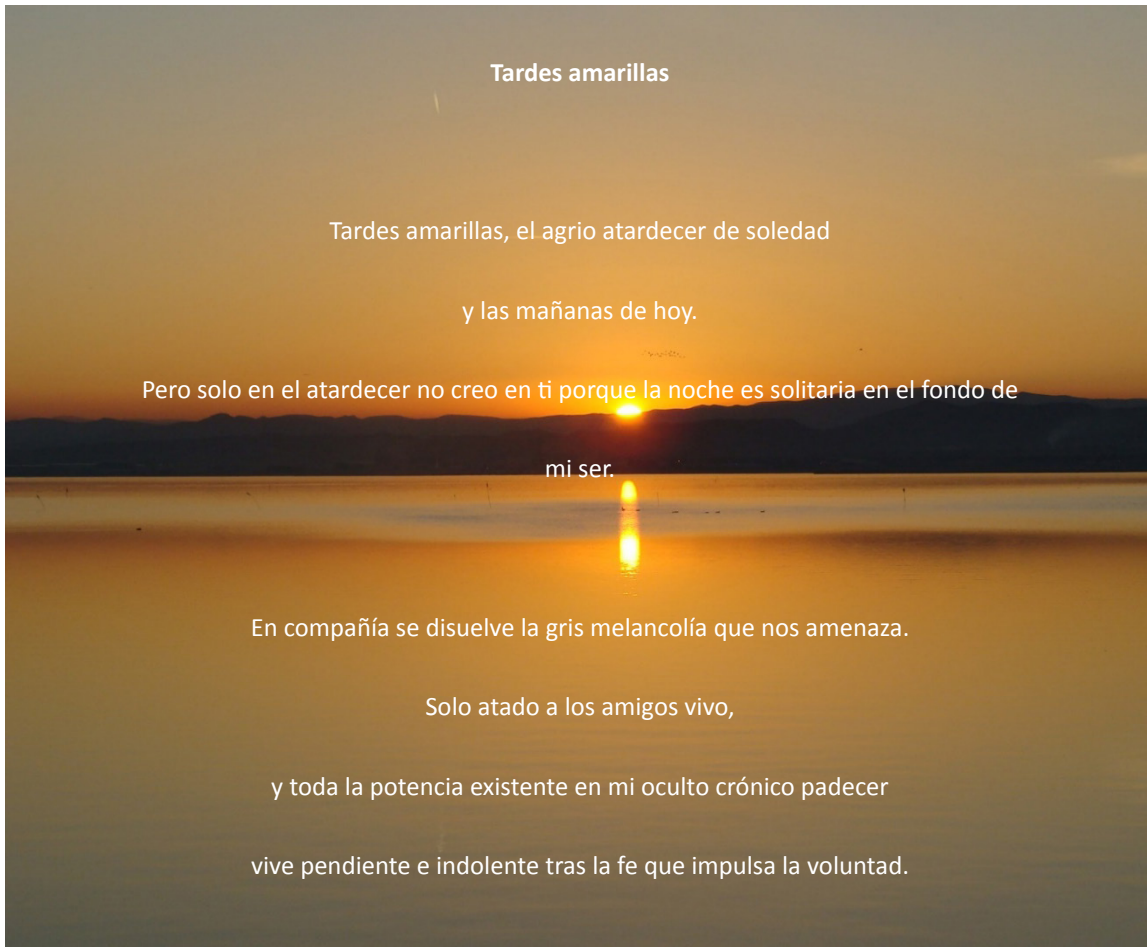 Tardes amarillas
Tardes amarillas, el agrio atardecer de soledad
y las mañanas de hoy.
Pero solo en el atardecer no creo en ti porque la noche es solitaria en el fondo de
mi ser.
En compañía se disuelve la gris melancolía que nos amenaza.
Solo atado a los amigos vivo,
y toda la potencia existente en mi oculto crónico padecer
vive pendiente e indolente tras la fe que impulsa la voluntad.